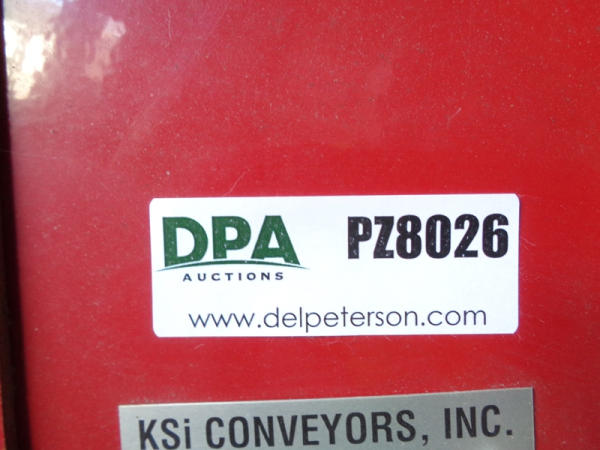 DPA PZ8026
AUCTIONS
www.delpeterson.com
KSi CONVEYORS, INC.